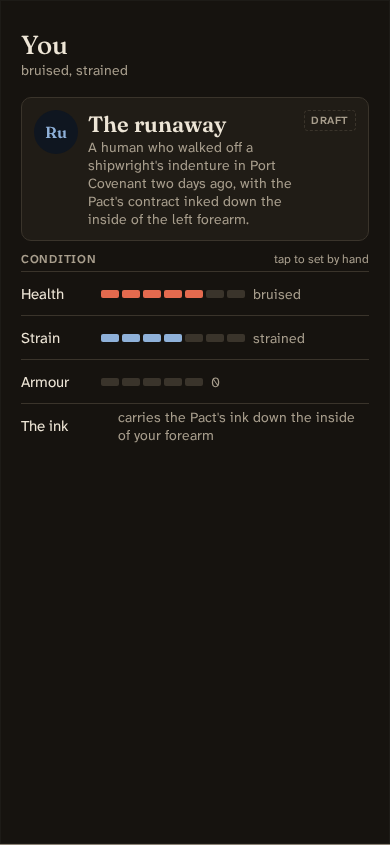 You
bruised, strained
Ru
The runaway
DRAFT
A human who walked off a
shipwright's indenture in Port
Covenant two days ago, with the
Pact's contract inked down the
inside of the left forearm.
CONDITION
tap to set by hand
Health
bruised
Strain
strained
Armour
0
The ink
carries the Pact's ink down the inside
of your forearm